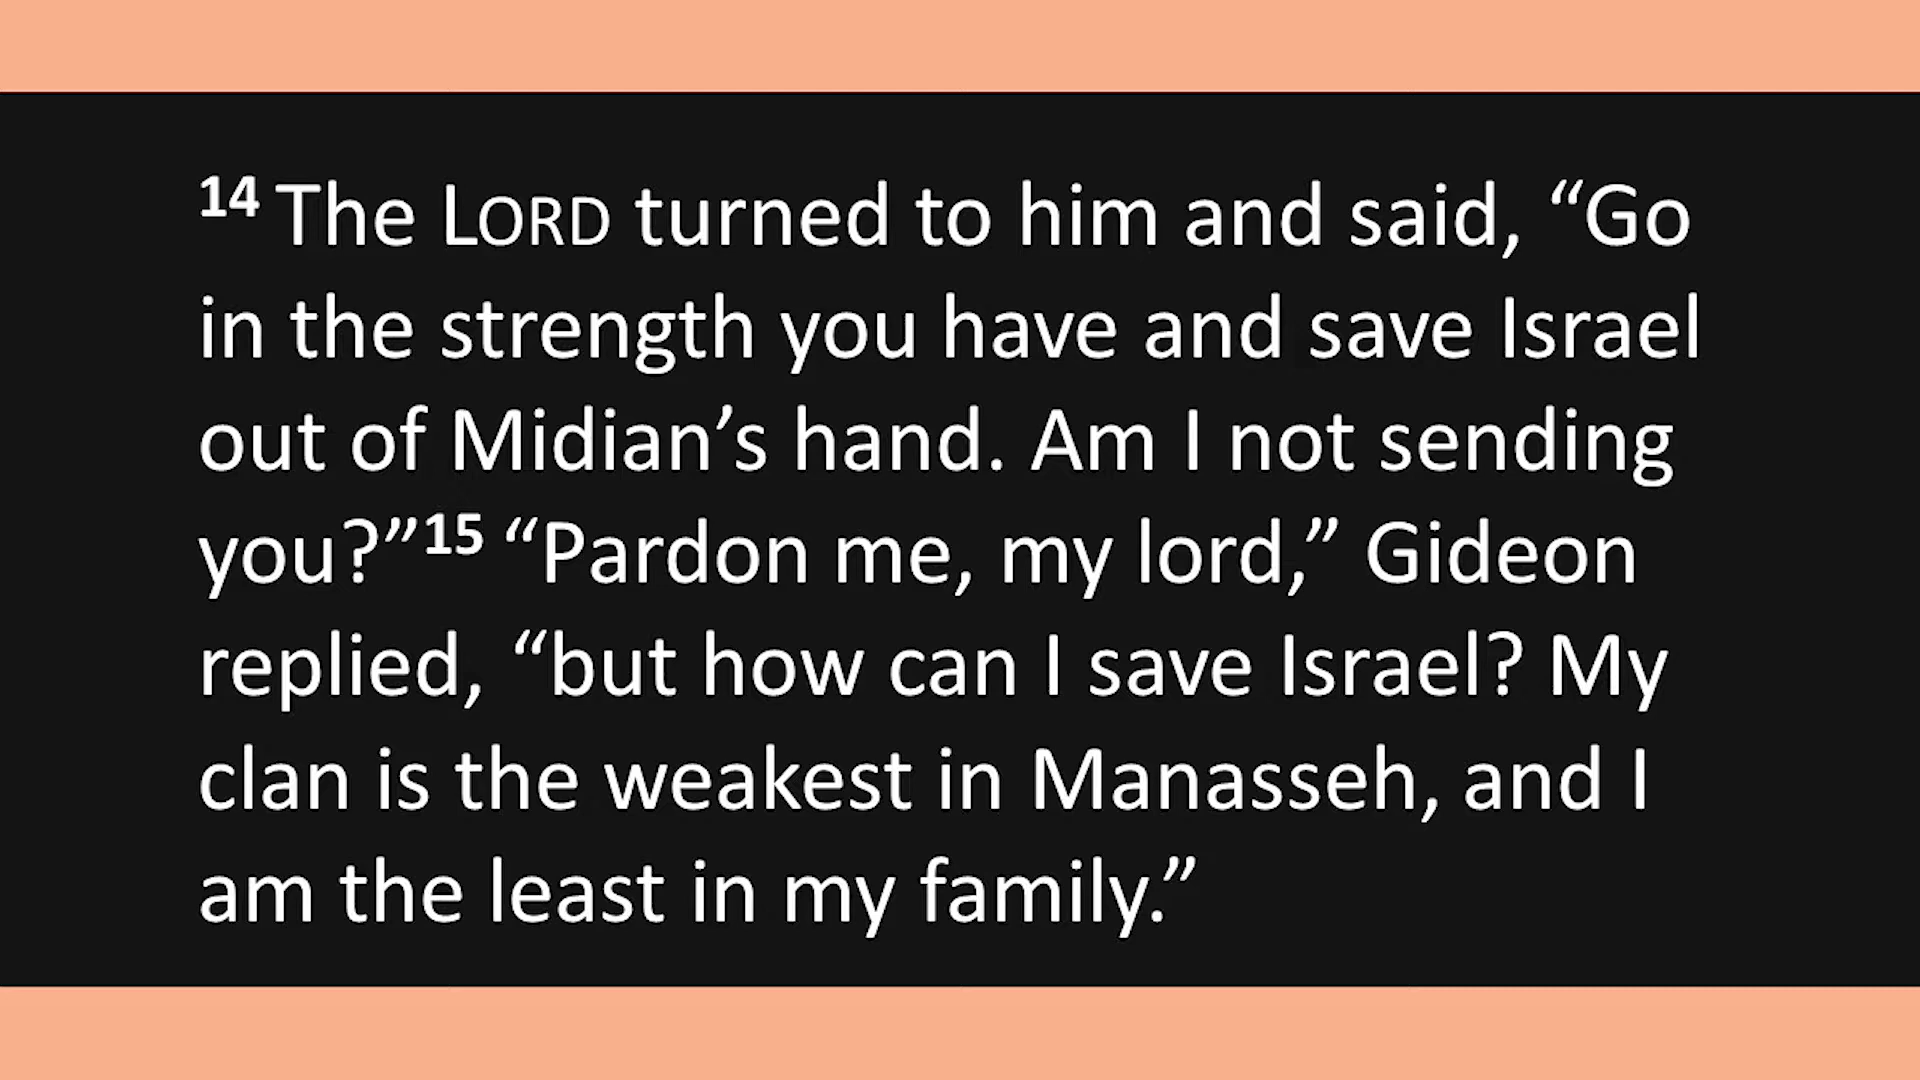 14 The LORD turned to him and said, “Go
in the strength you have and save Israel
out of Midian’s hand. Am I not sending
you?”15 “Pardon me, my lord,” Gideon
replied, “but how can I save Israel? My
clan is the weakest in Manasseh, and I
am the least in my family.”